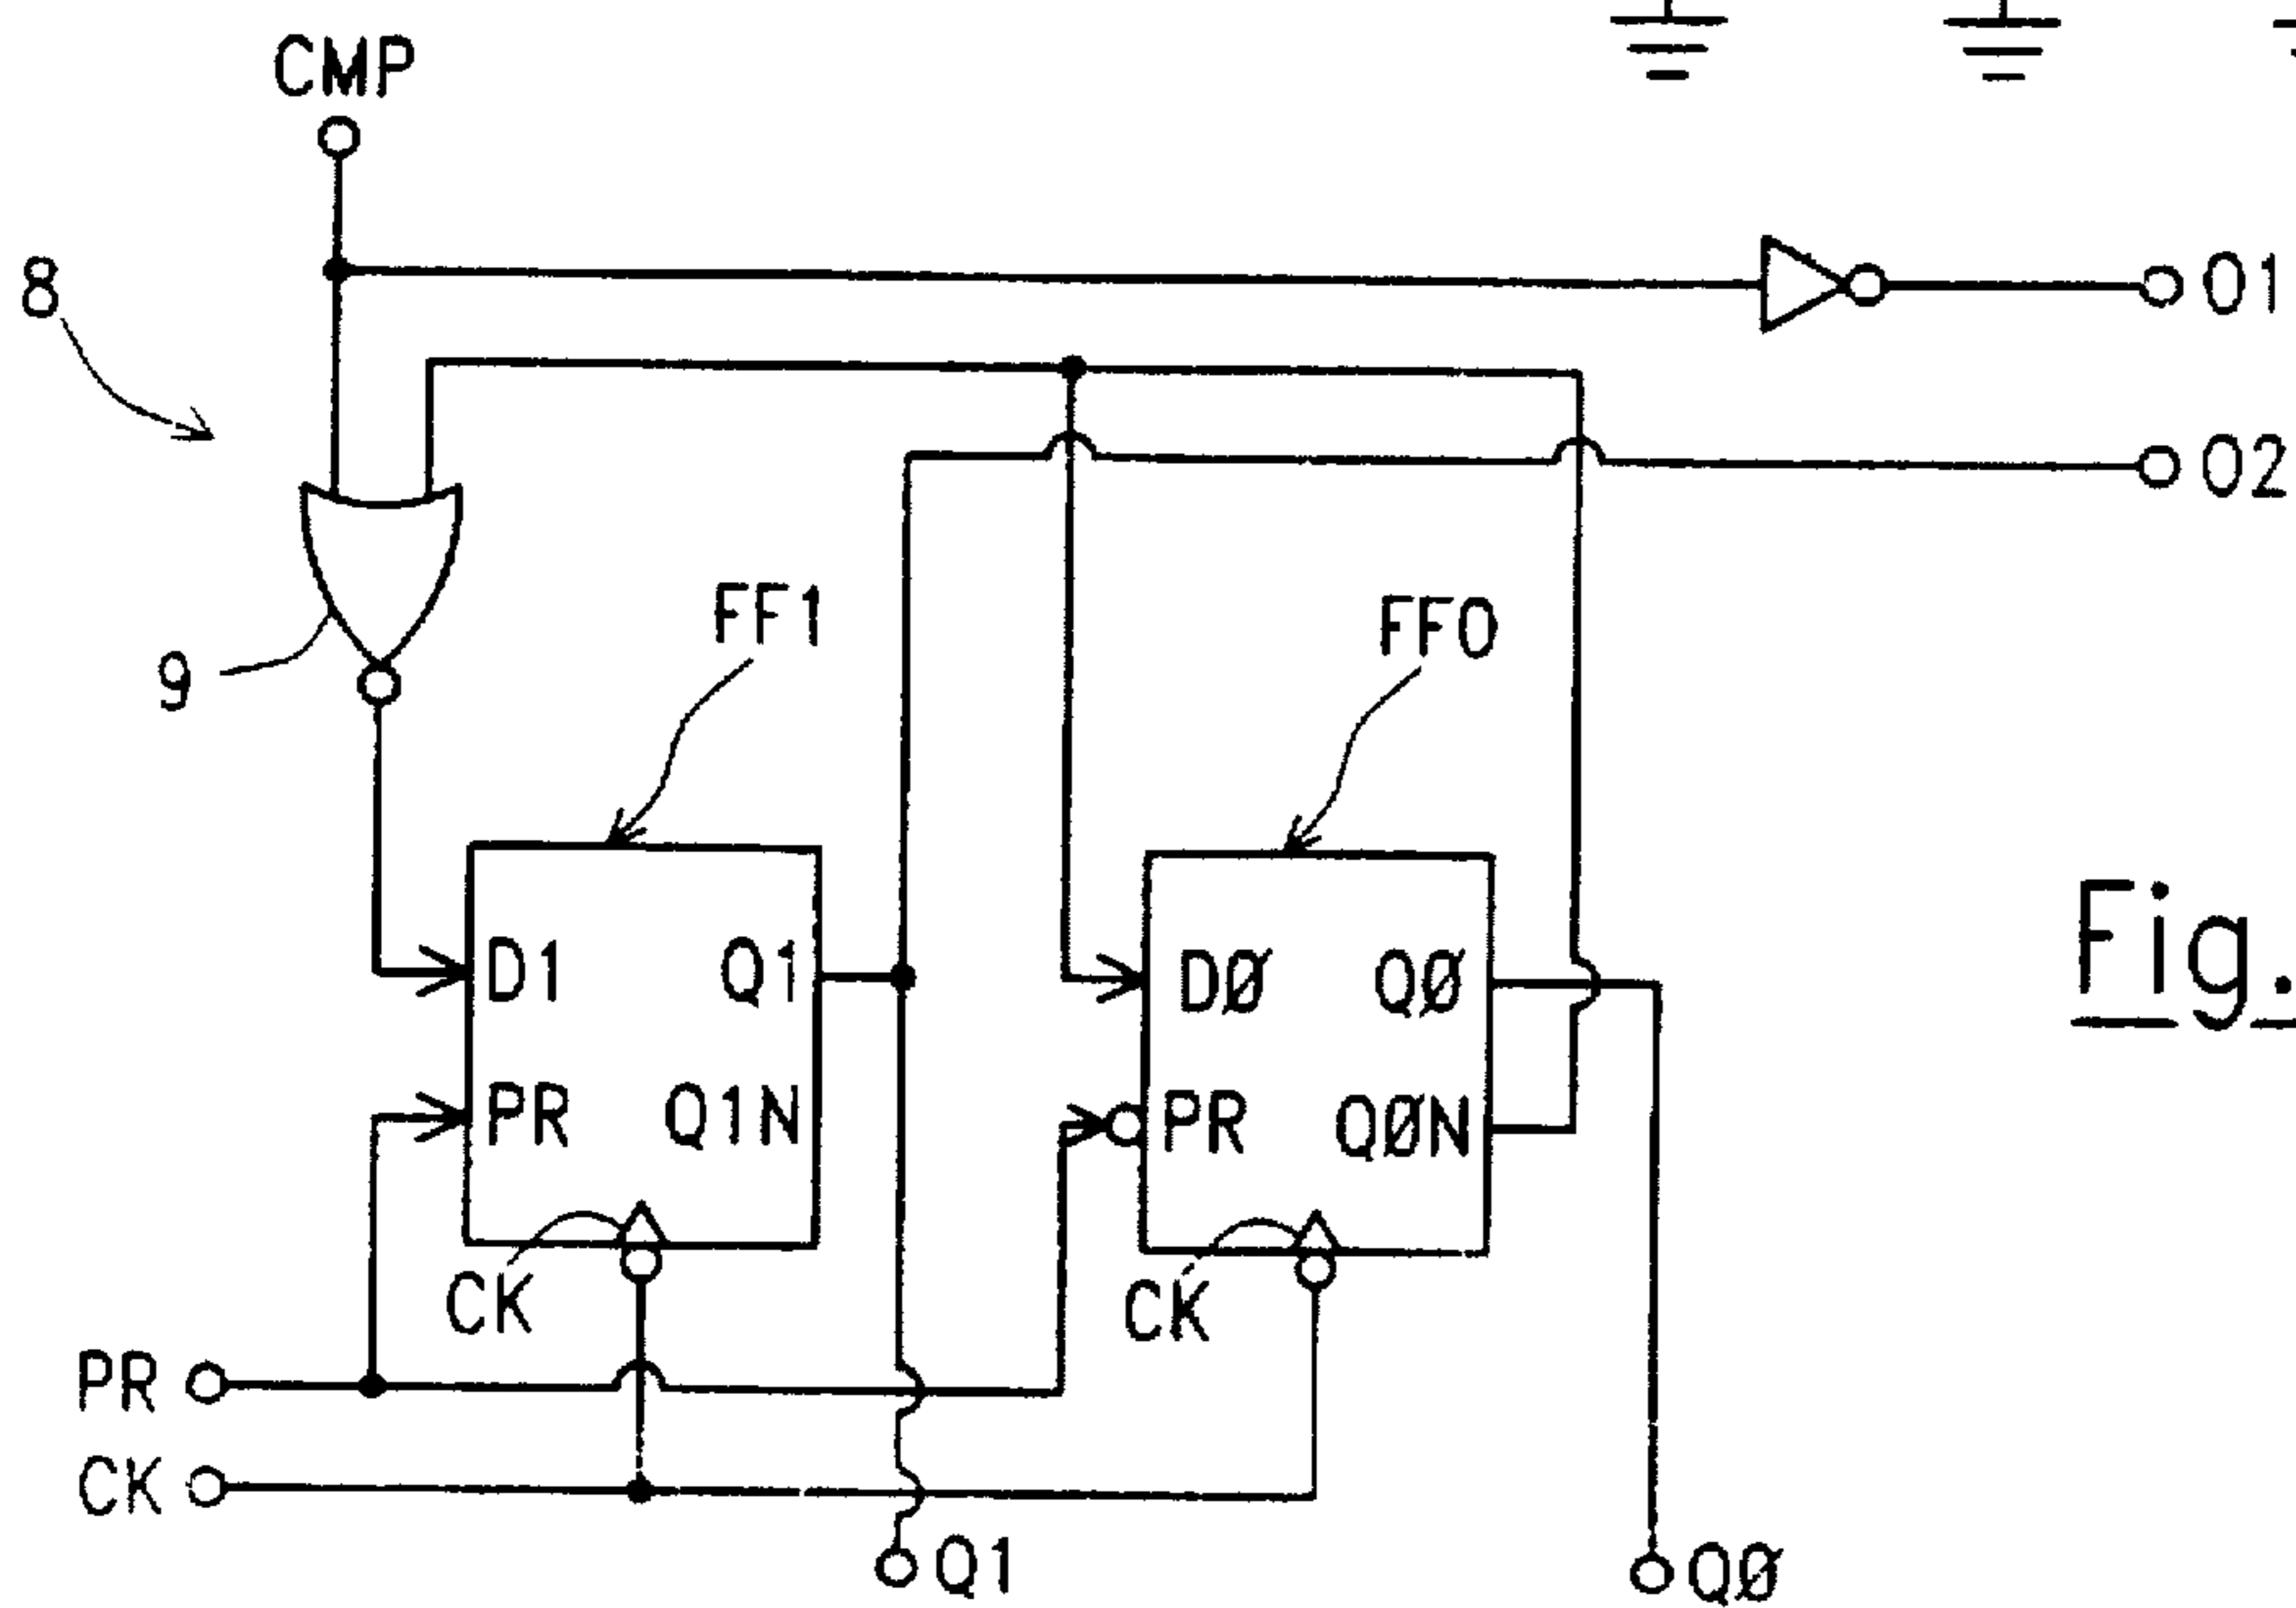 CMP
8
O1
O2
9
FF1
FF0
D1 Q1
PR Q1N
CK
DØ QØ
PR QØN
CK
Fig.
PR
CK
Q1
QØ